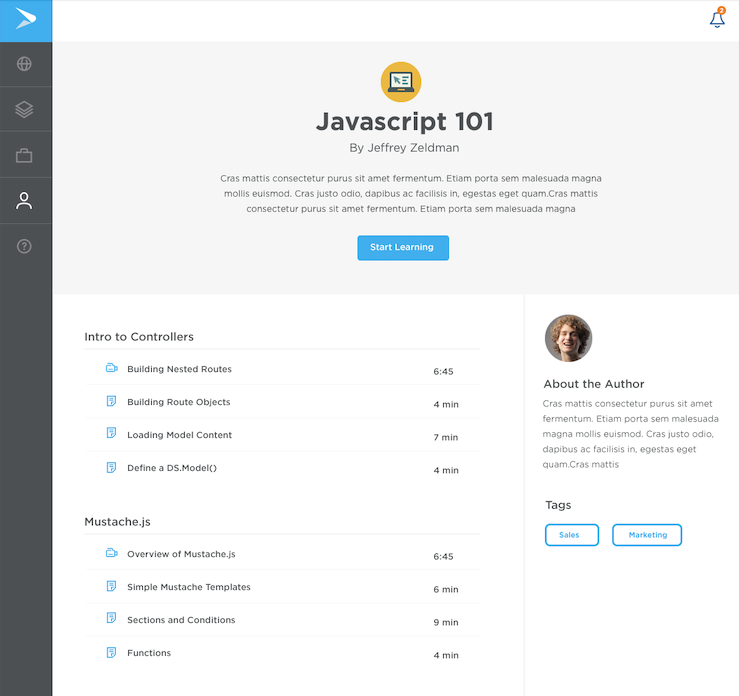 2
Javascript 101
By Jeffrey Zeldman
Cras mattis consectetur purus sit amet fermentum. Etiam porta sem malesuada magna
mollis euismod. Cras justo odio, dapibus ac facilisis in, egestas eget quam.Cras mattis
consectetur purus sit amet fermentum. Etiam porta sem malesuada magna
Start Learning
Intro to Controllers
Building Nested Routes 6:45
Building Route Objects 4 min
Loading Model Content 7 min
Define a DS.Model() 4 min
Mustache.js
Overview of Mustache.js 6:45
Simple Mustache Templates 6 min
Sections and Conditions 9 min
Functions 4 min
About the Author
Cras mattis consectetur purus sit amet
fermentum. Etiam porta sem malesuada
magna mollis euismod. Cras justo odio,
dapibus ac facilisis in, egestas eget
quam.Cras mattis
Tags
Sales Marketing